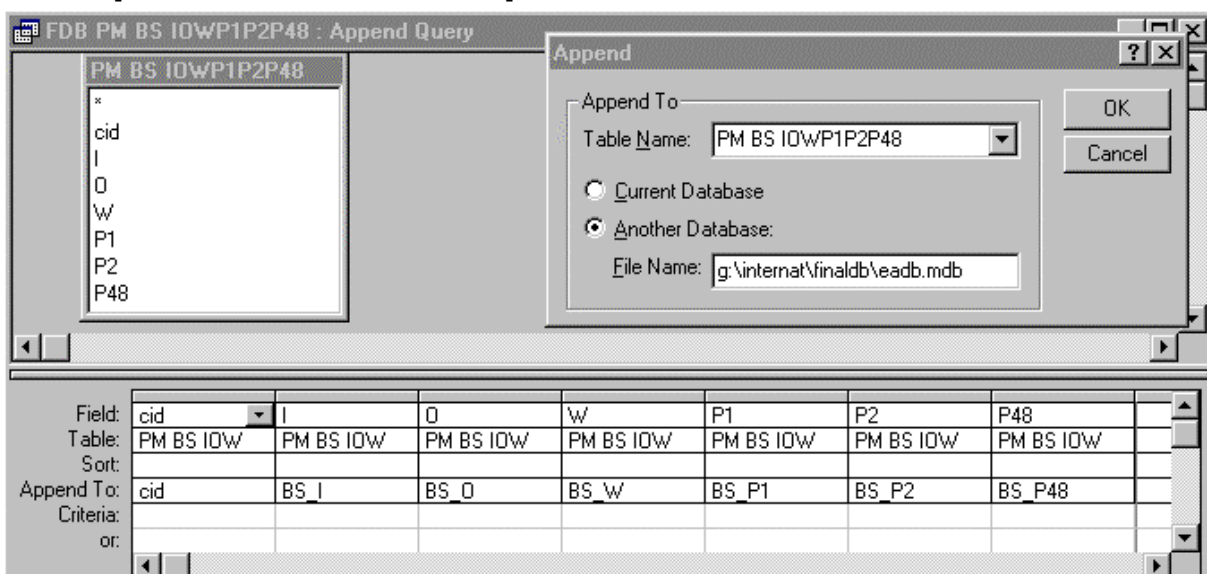 FDB PM BS IOWP1P2P48 : Append Query
PM BS IOWP1P2P48
*
cid
I
O
W
P1
P2
P48
Append
Append To
Table Name: PM BS IOWP1P2P48
Current Database
Another Database:
File Name: g:\internat\finaldb\eadb.mdb
OK
Cancel
Field: cid I O W P1 P2 P48
Table: PM BS IOW PM BS IOW PM BS IOW PM BS IOW PM BS IOW PM BS IOW PM BS IOW
Sort:
Append To: cid BS_I BS_O BS_W BS_P1 BS_P2 BS_P48
Criteria:
or: